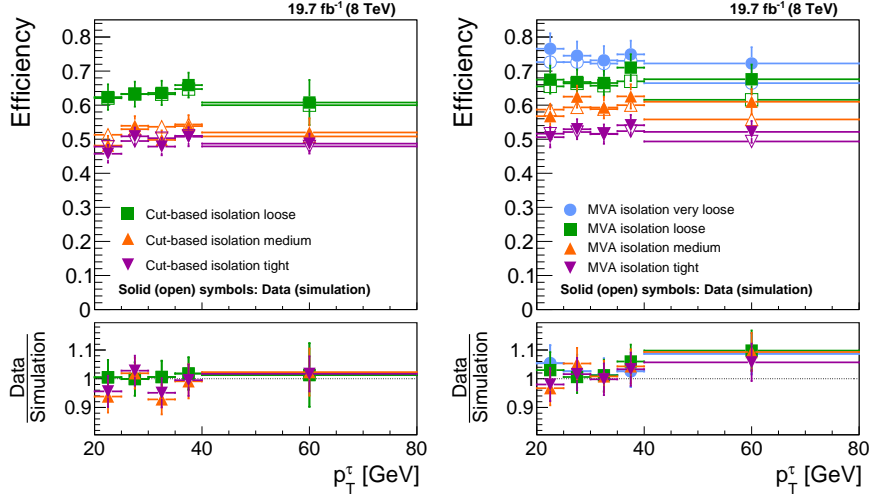 19.7 fb⁻¹ (8 TeV)
Efficiency
0.8
0.7
0.6
0.5
0.4
0.3
0.2
0.1
0
Cut-based isolation loose
Cut-based isolation medium
Cut-based isolation tight
Solid (open) symbols: Data (simulation)
Data
Simulation
1.1
1
0.9
20 40 60 80
p_T^τ [GeV]
19.7 fb⁻¹ (8 TeV)
Efficiency
0.8
0.7
0.6
0.5
0.4
0.3
0.2
0.1
0
MVA isolation very loose
MVA isolation loose
MVA isolation medium
MVA isolation tight
Solid (open) symbols: Data (simulation)
Data
Simulation
1.1
1
0.9
20 40 60 80
p_T^τ [GeV]